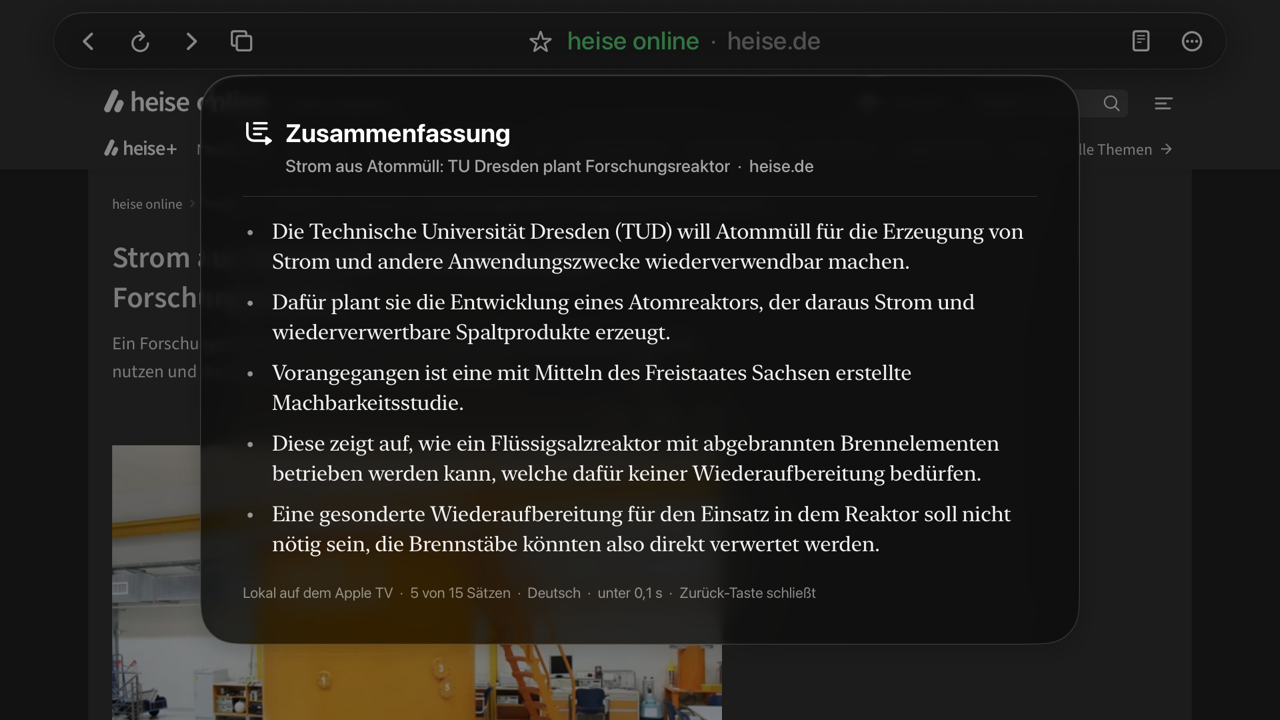 heise online · heise.de
heise
heise+
lle Themen
heise online
Zusammenfassung
Strom aus Atommüll: TU Dresden plant Forschungsreaktor · heise.de
Strom
Forsch
Ein Forschu
nutzen und
• Die Technische Universität Dresden (TUD) will Atommüll für die Erzeugung von
Strom und andere Anwendungszwecke wiederverwendbar machen.
• Dafür plant sie die Entwicklung eines Atomreaktors, der daraus Strom und
wiederverwertbare Spaltprodukte erzeugt.
• Vorangegangen ist eine mit Mitteln des Freistaates Sachsen erstellte
Machbarkeitsstudie.
• Diese zeigt auf, wie ein Flüssigsalzreaktor mit abgebrannten Brennelementen
betrieben werden kann, welche dafür keiner Wiederaufbereitung bedürfen.
• Eine gesonderte Wiederaufbereitung für den Einsatz in dem Reaktor soll nicht
nötig sein, die Brennstäbe könnten also direkt verwertet werden.
Lokal auf dem Apple TV · 5 von 15 Sätzen · Deutsch · unter 0,1 s · Zurück-Taste schließt